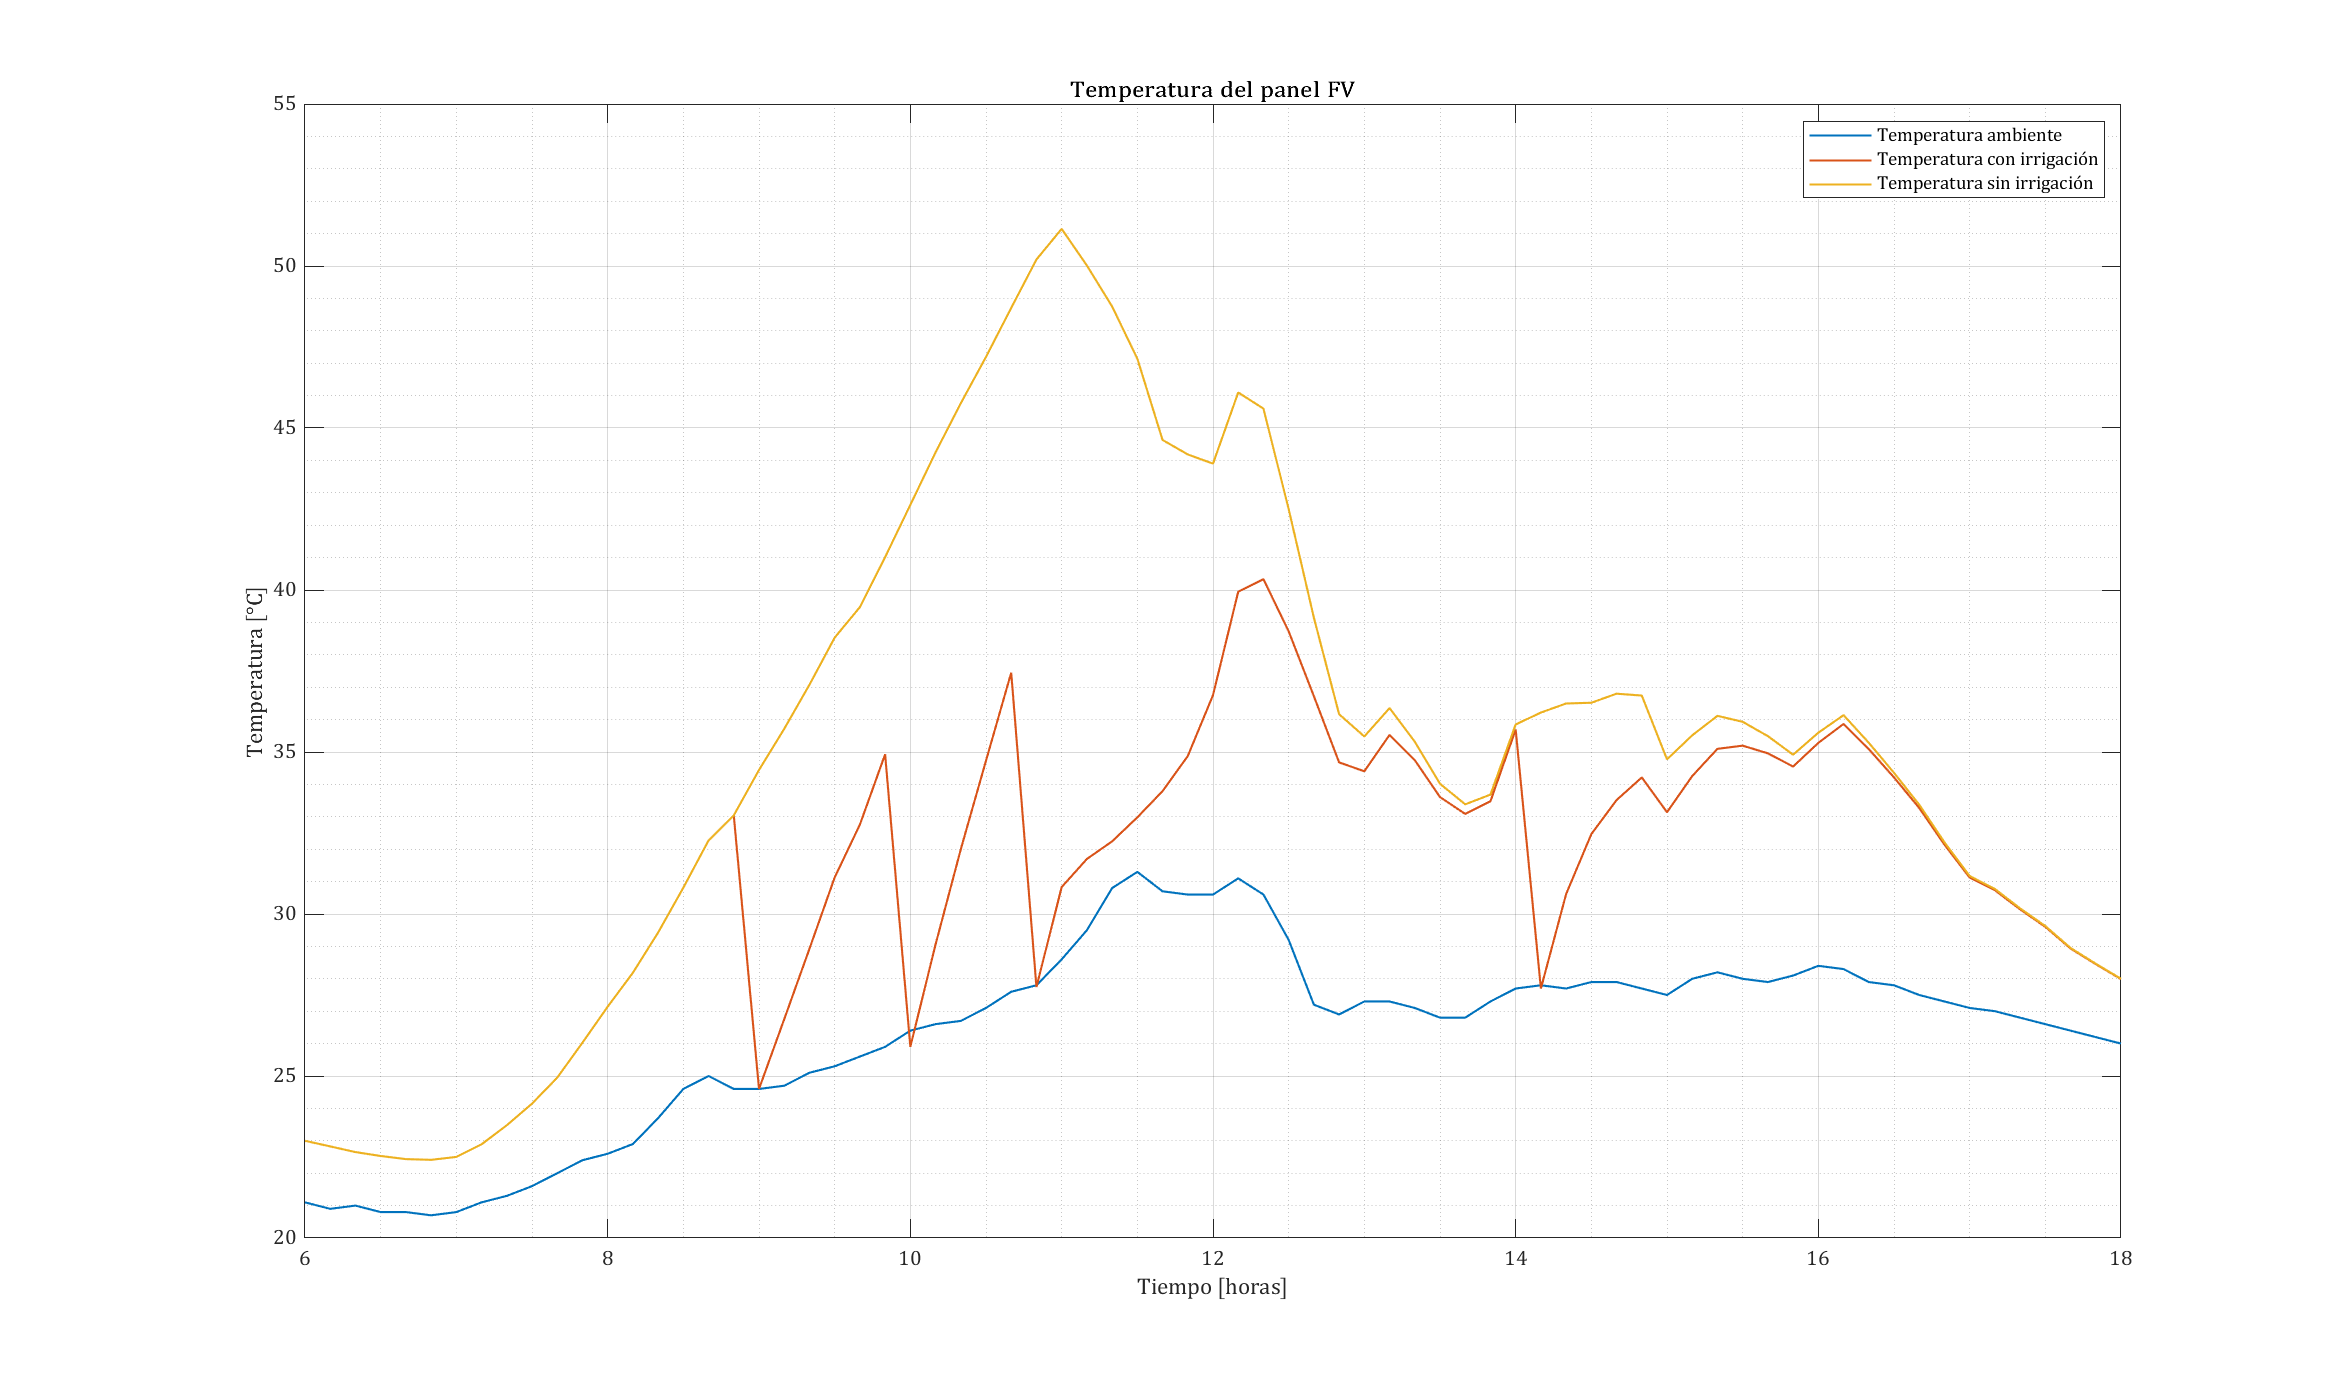 Temperatura del panel FV
55
50
45
40
35
30
25
20
Temperatura [°C]
Temperatura ambiente
Temperatura con irrigación
Temperatura sin irrigación
6 8 10 12 14 16 18
Tiempo [horas]